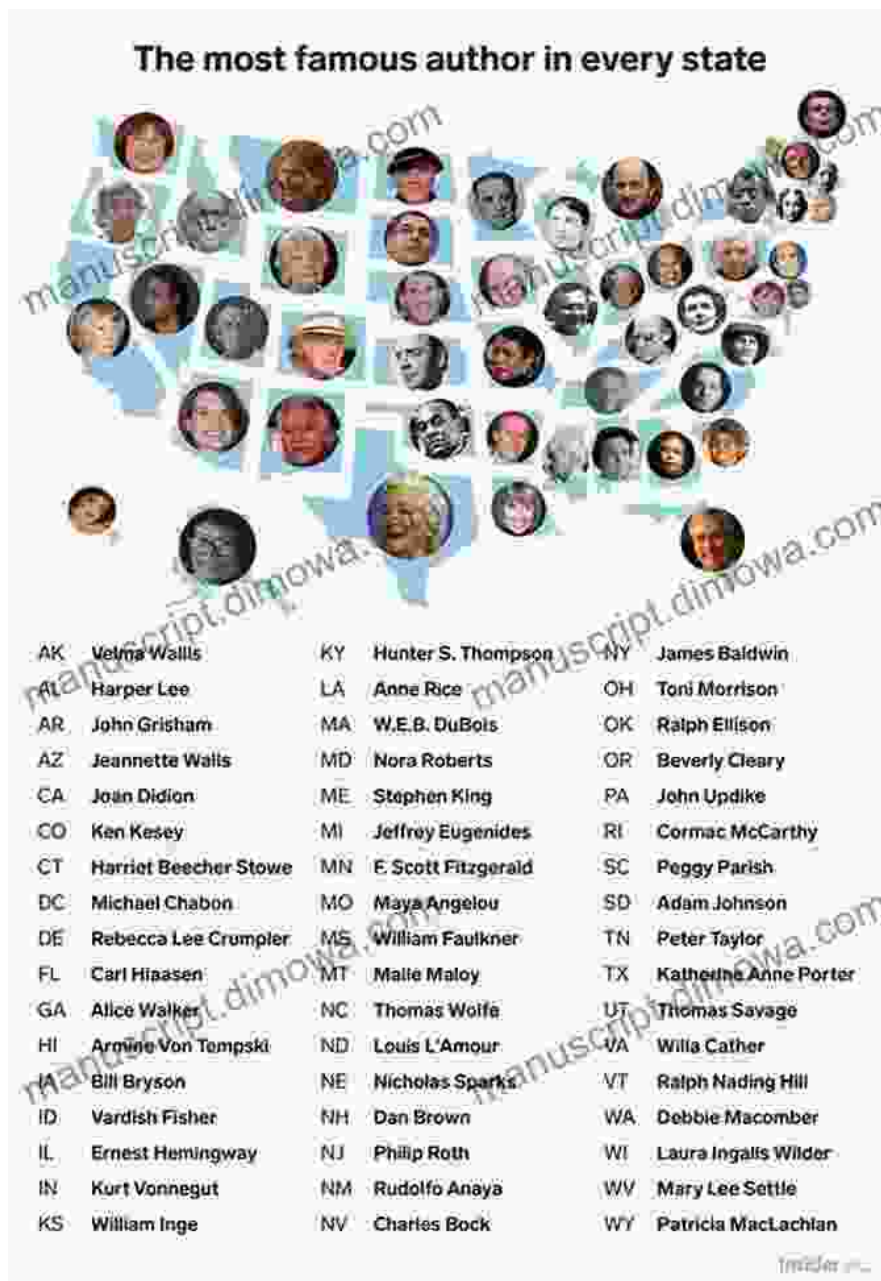 The most famous author in every state
manuscript.dimowa.com
manuscript.dimowa.com
manuscript.dimowa.com
manuscript.dimowa.com
AK Velma Wallis KY Hunter S. Thompson NY James Baldwin
AL Harper Lee LA Anne Rice OH Toni Morrison
AR John Grisham MA W.E.B. DuBois OK Ralph Ellison
AZ Jeannette Walls MD Nora Roberts OR Beverly Cleary
CA Joan Didion ME Stephen King PA John Updike
CO Ken Kesey MI Jeffrey Eugenides RI Cormac McCarthy
CT Harriet Beecher Stowe MN F. Scott Fitzgerald SC Peggy Parish
DC Michael Chabon MO Maya Angelou SD Adam Johnson
DE Rebecca Lee Crumpler MS William Faulkner TN Peter Taylor
FL Carl Hiaasen MT Maile Maloy TX Katherine Anne Porter
GA Alice Walker NC Thomas Wolfe UT Thomas Savage
HI Armine Von Tempski ND Louis L'Amour VA Willa Cather
IA Bill Bryson NE Nicholas Sparks VT Ralph Nading Hill
ID Vardish Fisher NH Dan Brown WA Debbie Macomber
IL Ernest Hemingway NJ Philip Roth WI Laura Ingalls Wilder
IN Kurt Vonnegut NM Rudolfo Anaya WV Mary Lee Settle
KS William Inge NV Charles Bock WY Patricia MacLachlan
manuscript.dimowa.com
manuscript.dimowa.com